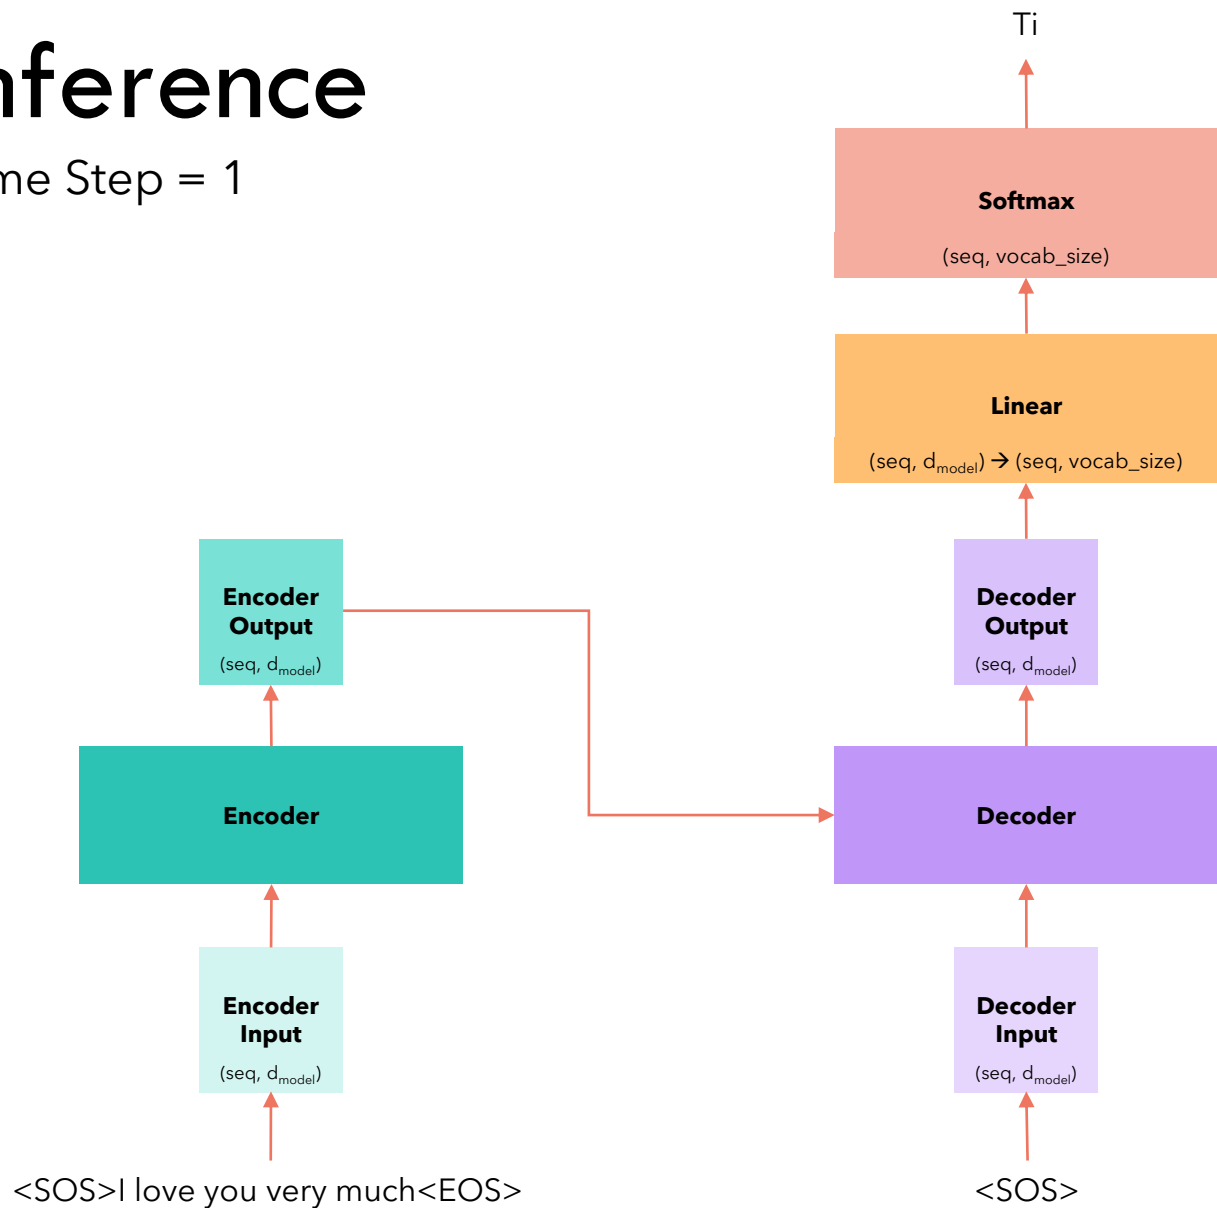 nference
me Step = 1
Ti
Softmax
(seq, vocab_size)
Linear
(seq, dmodel) → (seq, vocab_size)
Encoder
Output
(seq, dmodel)
Decoder
Output
(seq, dmodel)
Encoder
Decoder
Encoder
Input
(seq, dmodel)
Decoder
Input
(seq, dmodel)
<SOS>I love you very much<EOS>
<SOS>